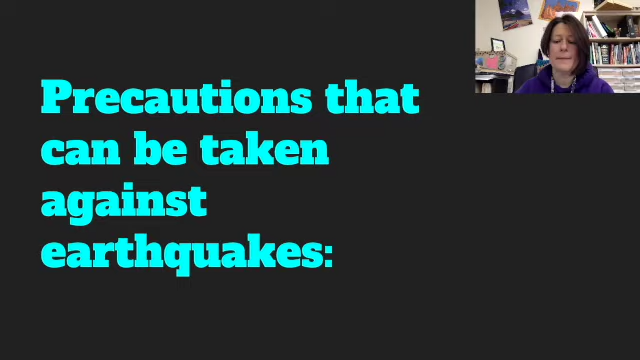 Precautions that
can be taken
against
earthquakes: